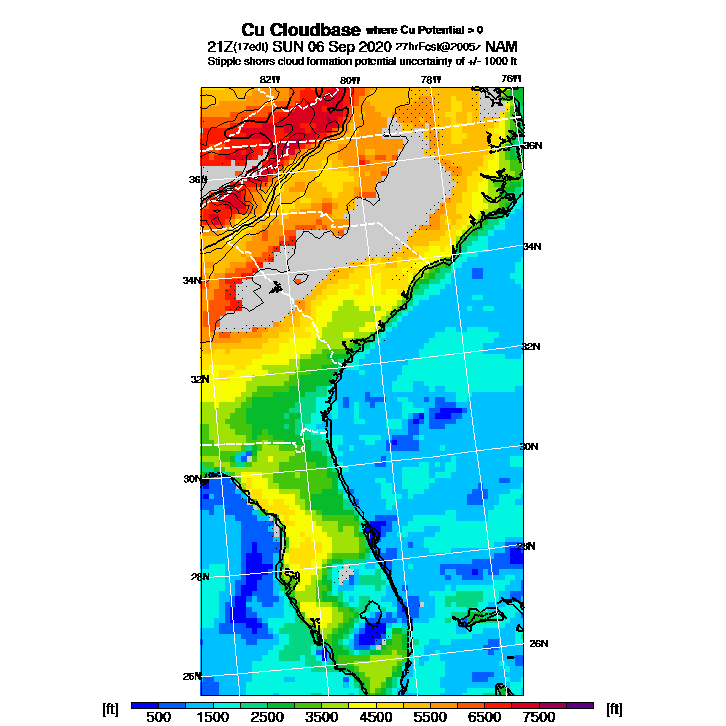 Cu Cloudbase where Cu Potential > 0
21Z(17edt) SUN 06 Sep 2020 27hrFcst@2005z NAM
Stipple shows cloud formation potential uncertainty of +/- 1000 ft
82W 80W 78W 76W
36N 36N
34N 34N
32N 32N
30N 30N
28N 28N
26N 26N
[ft] 500 1500 2500 3500 4500 5500 6500 7500 [ft]